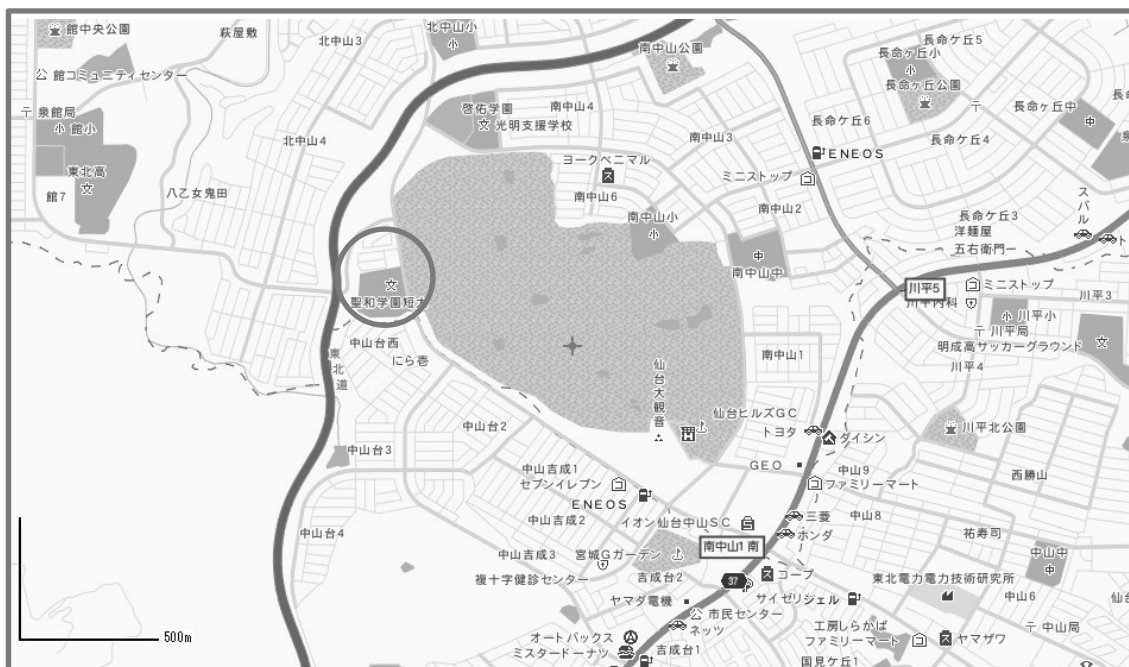 館中央公園
萩屋敷
北中山3
北中山小
小
南中山公園
長命ケ丘5
長命ヶ丘小
小
長命ヶ丘公園
館コミュニティセンター
泉館局
小 館小
啓佑学園
南中山4
文 光明支援学校
南中山3
長命ケ丘6
長命ヶ丘中
中
長命ケ丘4
北中山4
東北高
文
ヨークベニマル
ENEOS
ミニストップ
館7
八乙女鬼田
南中山6
南中山2
南中山小
小
スバル
長命ケ丘3
洋麺屋
五右衛門
中
南中山中
川平5
ミニストップ
川平内科
川平3
文
聖和学園短大
小 川平小
川平局
明成高サッカーグラウンド
文
中山台西
にら壱
東北道
南中山1
川平4
仙台大観音
仙台ヒルズGC
トヨタ
ダイシン
川平北公園
中山台2
中山台3
GEO
中山9
ファミリーマート
西勝山
中山吉成1
セブンイレブン
ENEOS
中山8
中山台4
中山吉成2
イオン仙台中山SC
三菱
ホンダ
祐寿司
南中山1 南
中山中
中
中山吉成3
宮城Gガーデン
複十字健診センター
吉成台2
コープ
東北電力電力技術研究所
37
サイゼリ
ジェル
中山6
仙台
ヤマダ電機
市民センター
ネッツ
工房しらかば
ファミリーマート
ヤマザワ
中山局
オートバックス
ミスタードーナツ
吉成台1
国見ケ丘1
500m